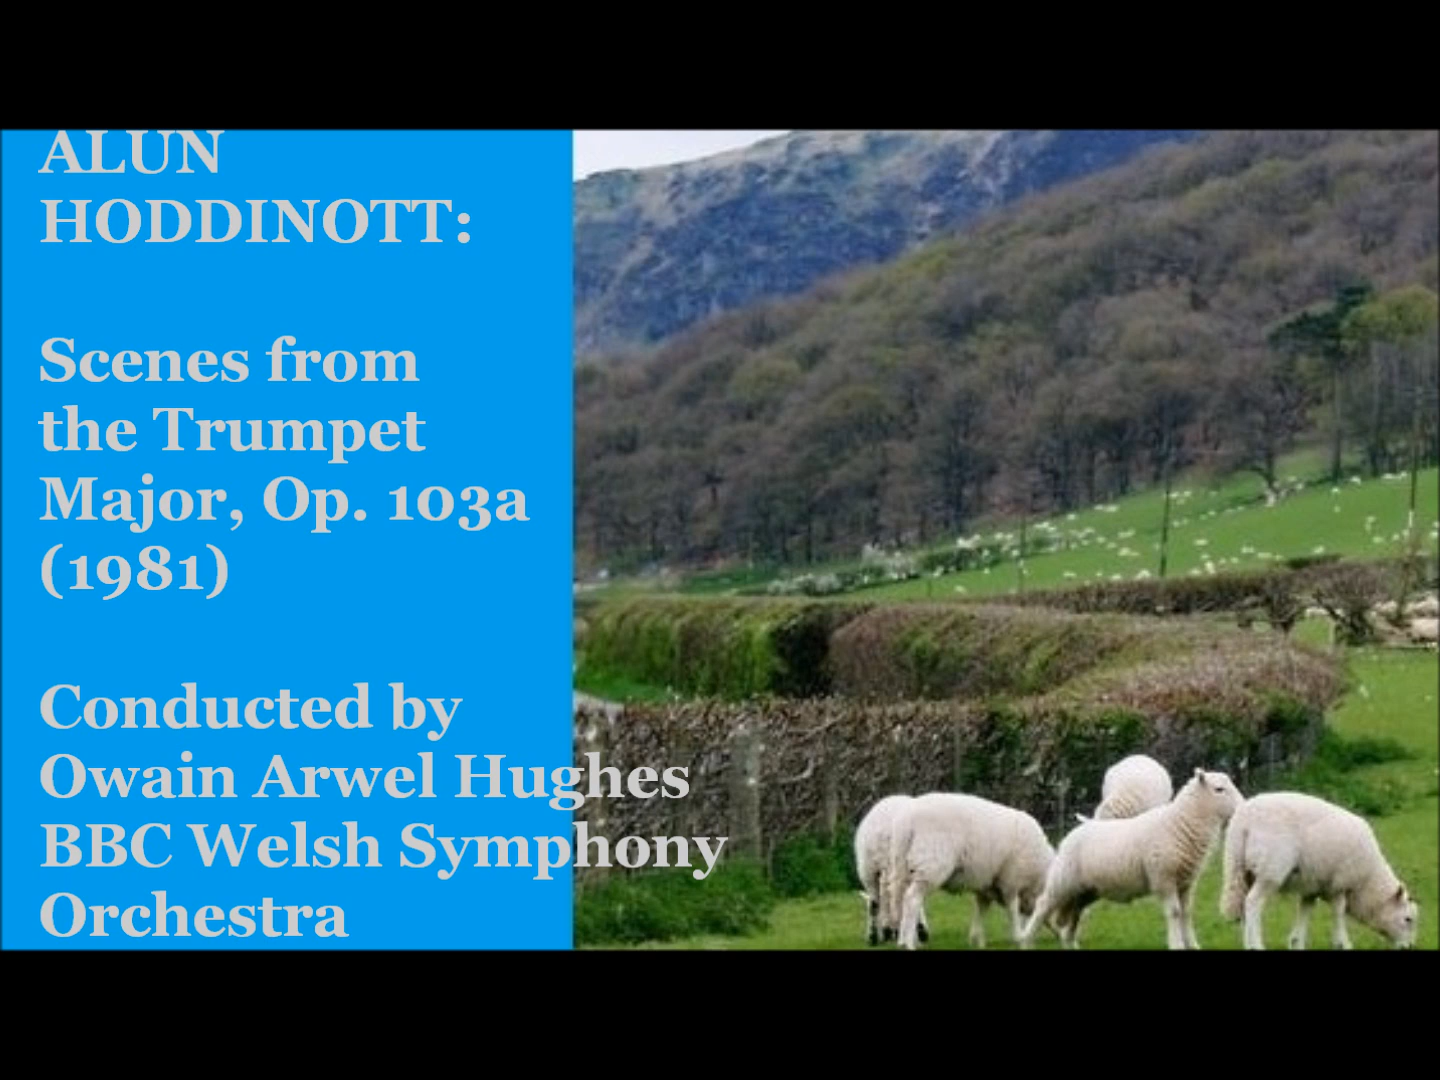 ALUN
HODDINOTT:
Scenes from
the Trumpet
Major, Op. 103a
(1981)
Conducted by
Owain Arwel Hughes
BBC Welsh Symphony
Orchestra